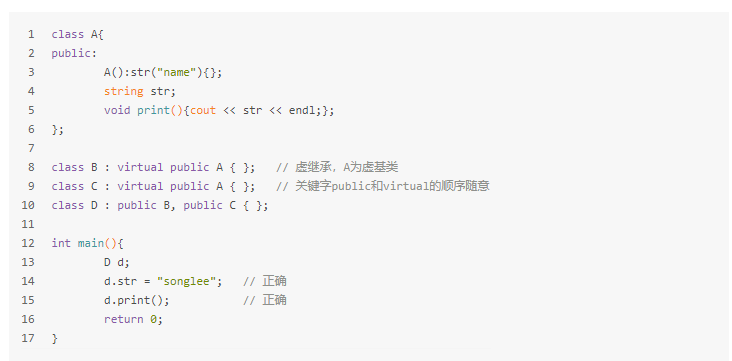 1 class A{
2 public:
3         A():str("name"){};
4         string str;
5         void print(){cout << str << endl;};
6 };
7
8 class B : virtual public A { };   // 虚继承，A为虚基类
9 class C : virtual public A { };   // 关键字public和virtual的顺序随意
10 class D : public B, public C { };
11
12 int main(){
13         D d;
14         d.str = "songlee";   // 正确
15         d.print();           // 正确
16         return 0;
17 }